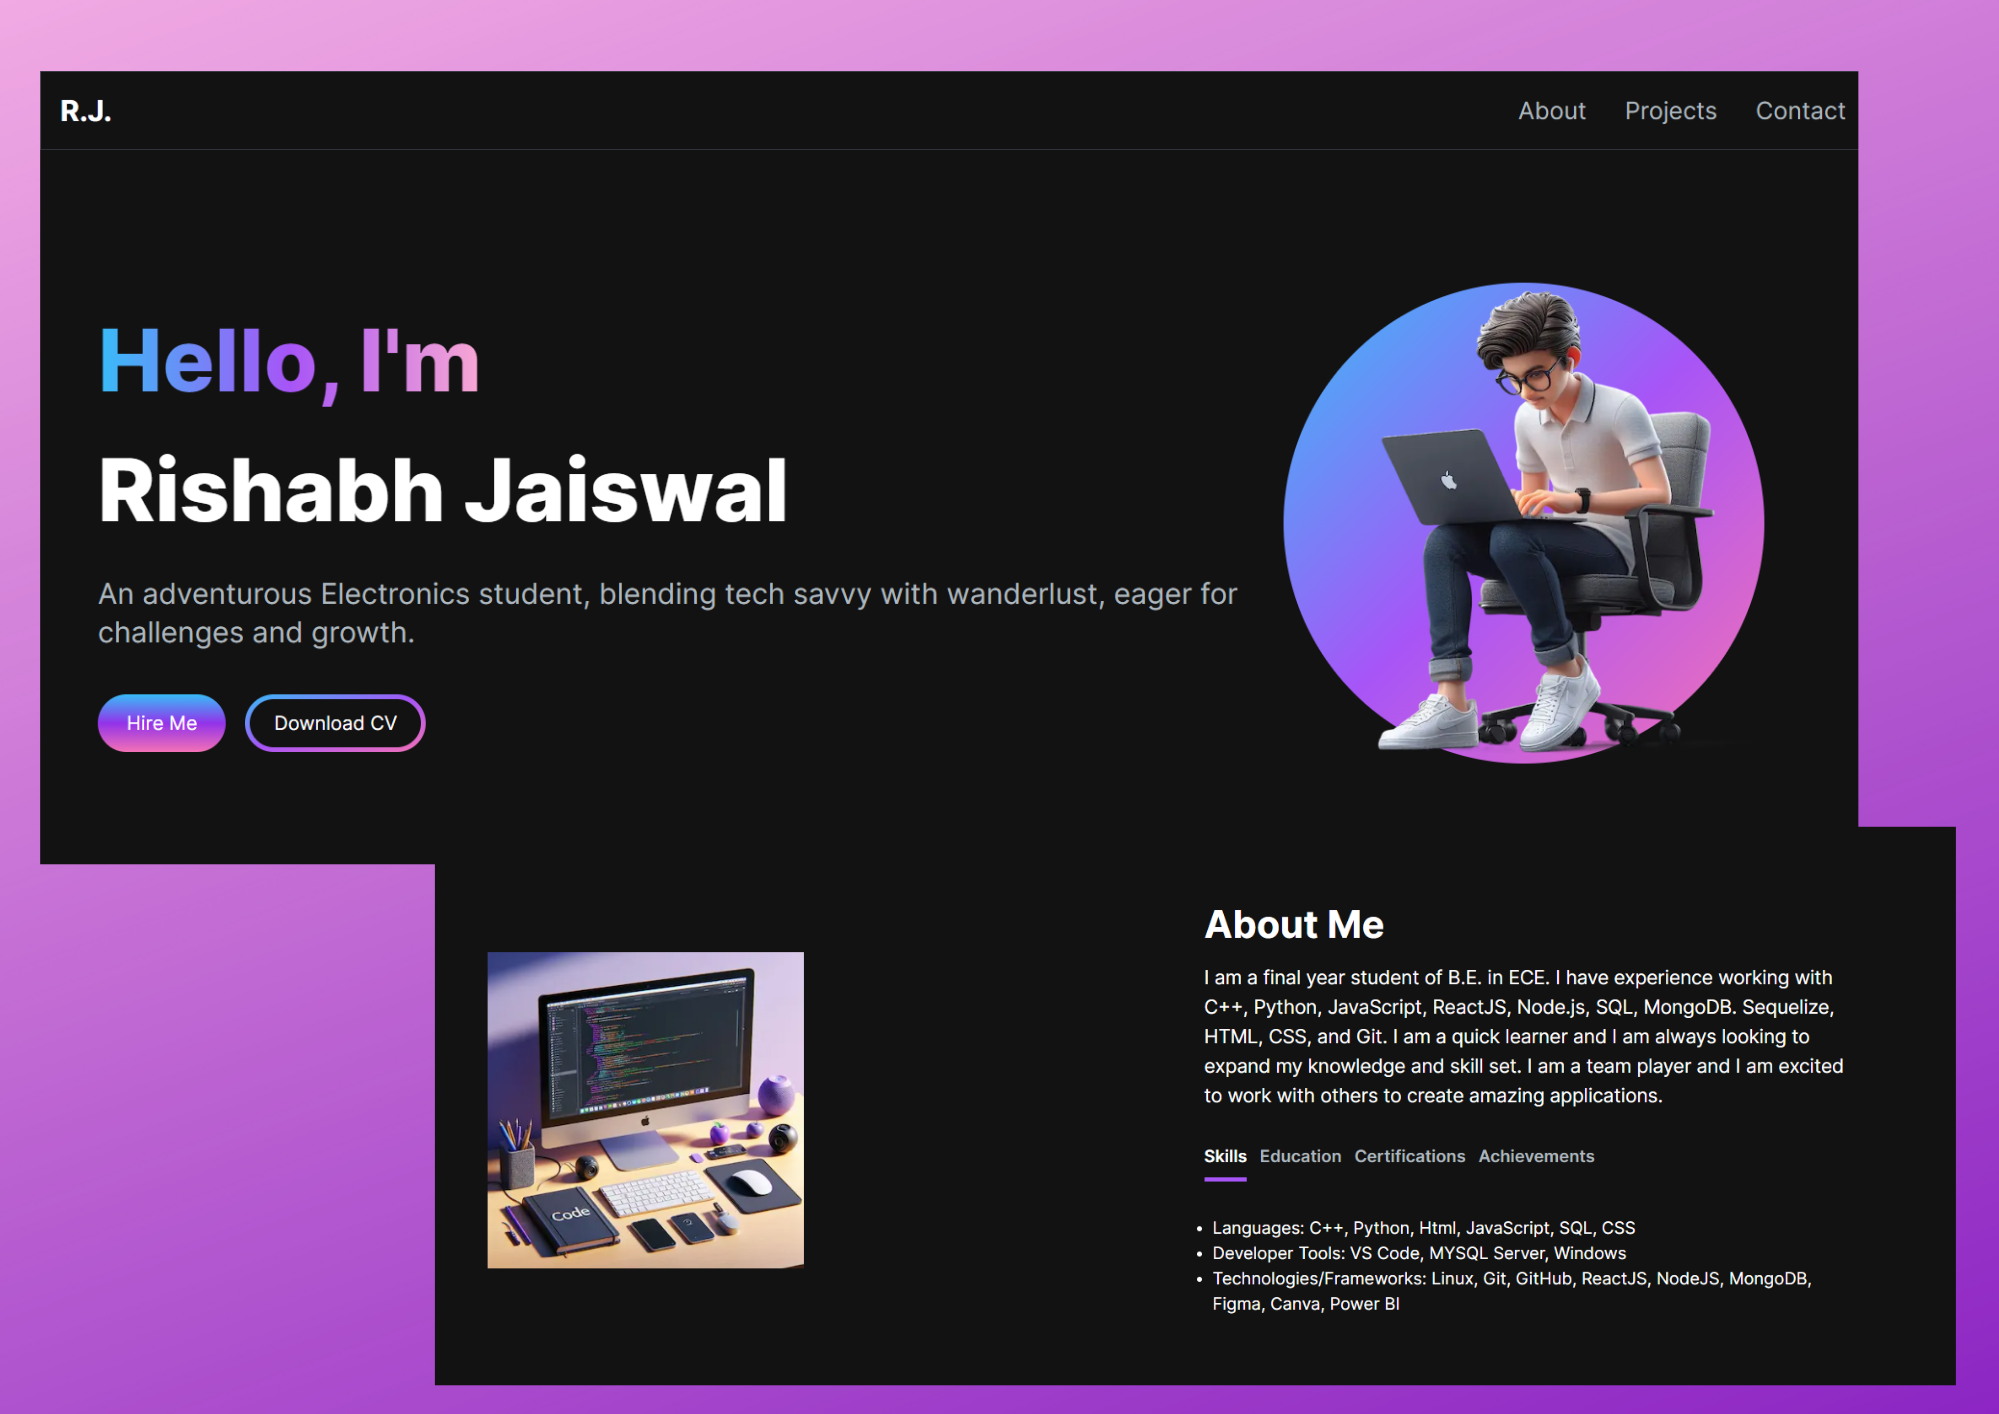 R.J.
About Projects Contact
Hello, I'm
Rishabh Jaiswal
An adventurous Electronics student, blending tech savvy with wanderlust, eager for
challenges and growth.
Hire Me Download CV
About Me
I am a final year student of B.E. in ECE. I have experience working with
C++, Python, JavaScript, ReactJS, Node.js, SQL, MongoDB. Sequelize,
HTML, CSS, and Git. I am a quick learner and I am always looking to
expand my knowledge and skill set. I am a team player and I am excited
to work with others to create amazing applications.
Skills Education Certifications Achievements
• Languages: C++, Python, Html, JavaScript, SQL, CSS
• Developer Tools: VS Code, MYSQL Server, Windows
• Technologies/Frameworks: Linux, Git, GitHub, ReactJS, NodeJS, MongoDB,
Figma, Canva, Power BI
Code